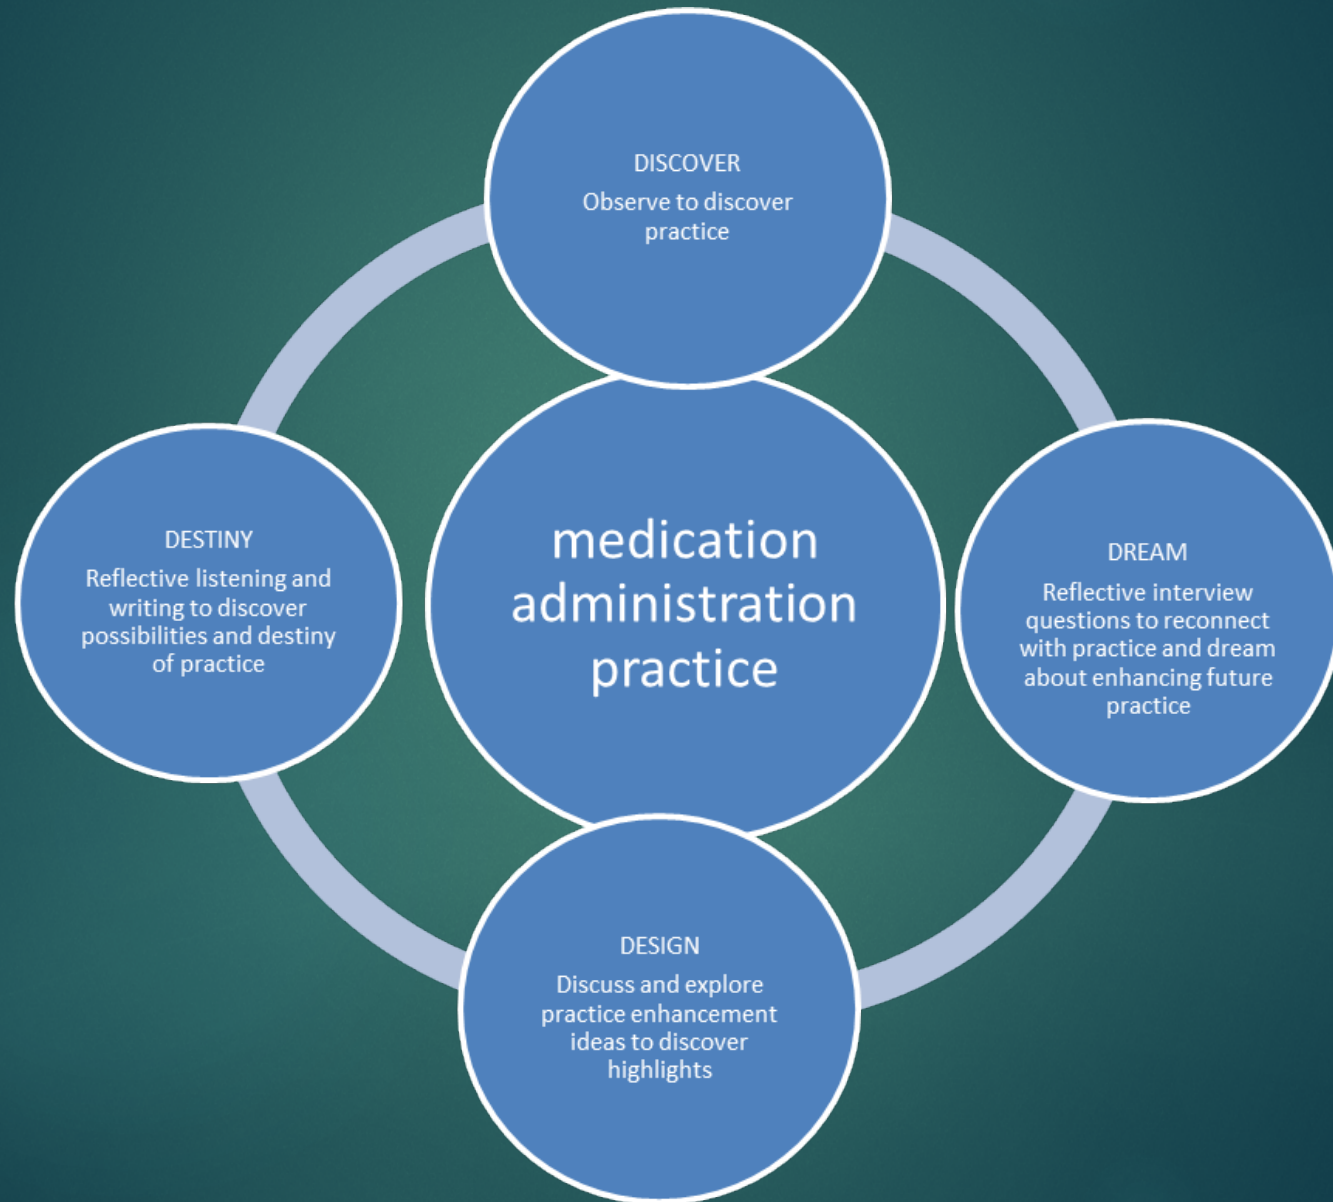 DISCOVER
Observe to discover
practice
medication
administration
practice
DREAM
Reflective interview
questions to reconnect
with practice and dream
about enhancing future
practice
DESIGN
Discuss and explore
practice enhancement
ideas to discover
highlights
DESTINY
Reflective listening and
writing to discover
possibilities and destiny
of practice